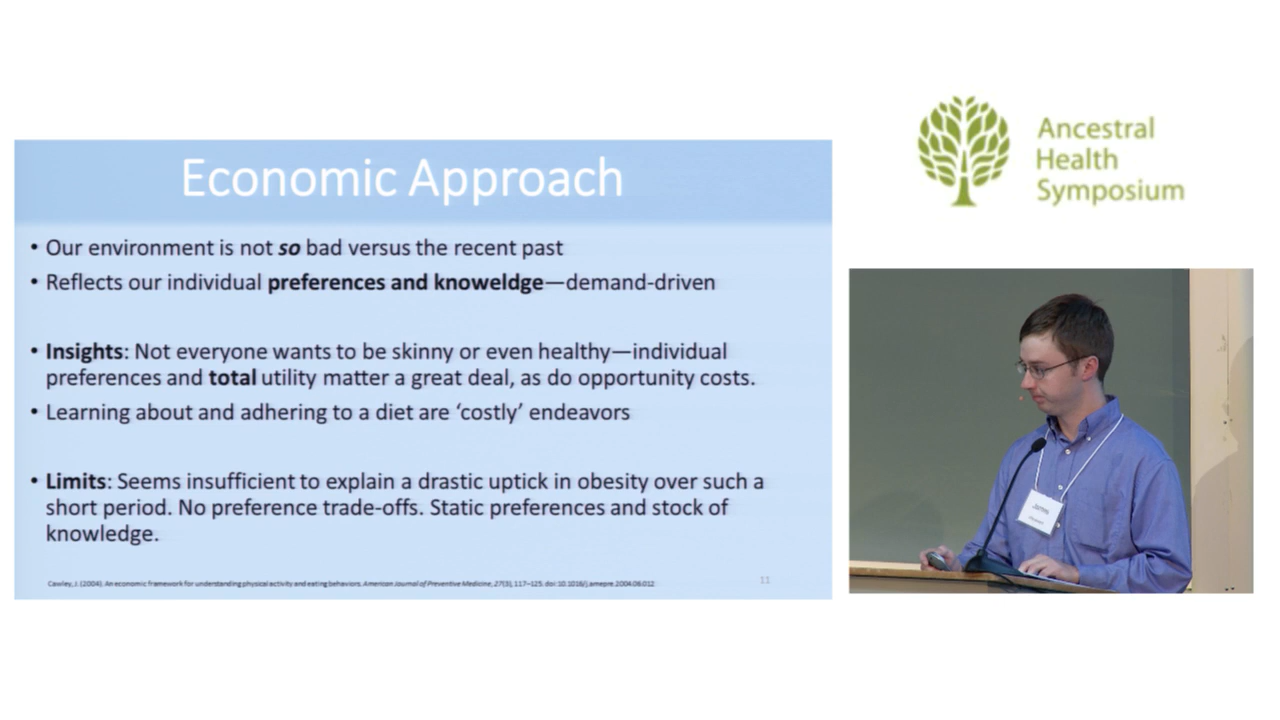 Economic Approach
• Our environment is not so bad versus the recent past
• Reflects our individual preferences and knoweldge—demand-driven
• Insights: Not everyone wants to be skinny or even healthy—individual
preferences and total utility matter a great deal, as do opportunity costs.
• Learning about and adhering to a diet are ‘costly’ endeavors
• Limits: Seems insufficient to explain a drastic uptick in obesity over such a
short period. No preference trade-offs. Static preferences and stock of
knowledge.
Cawley, J. (2004). An economic framework for understanding physical activity and eating behaviors. American Journal of Preventive Medicine, 27(3), 117–125. doi:10.1016/j.amepre.2004.06.012
11
Ancestral
Health
Symposium
James